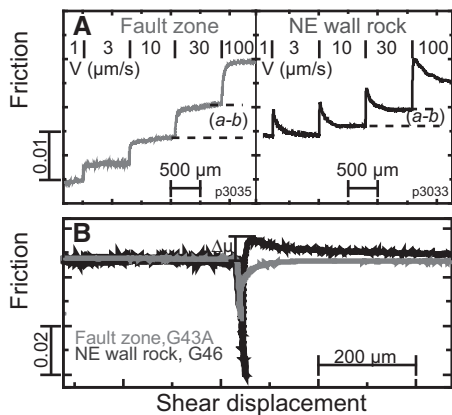 A Fault zone
1 3 10 30 100
V (µm/s)
(a-b)
500 µm
p3035
NE wall rock
1 3 10 30 100
V (µm/s)
(a-b)
500 µm
p3033
Friction
0.01
B
Δµ
Fault zone,G43A
NE wall rock, G46
200 µm
Friction
0.02
Shear displacement